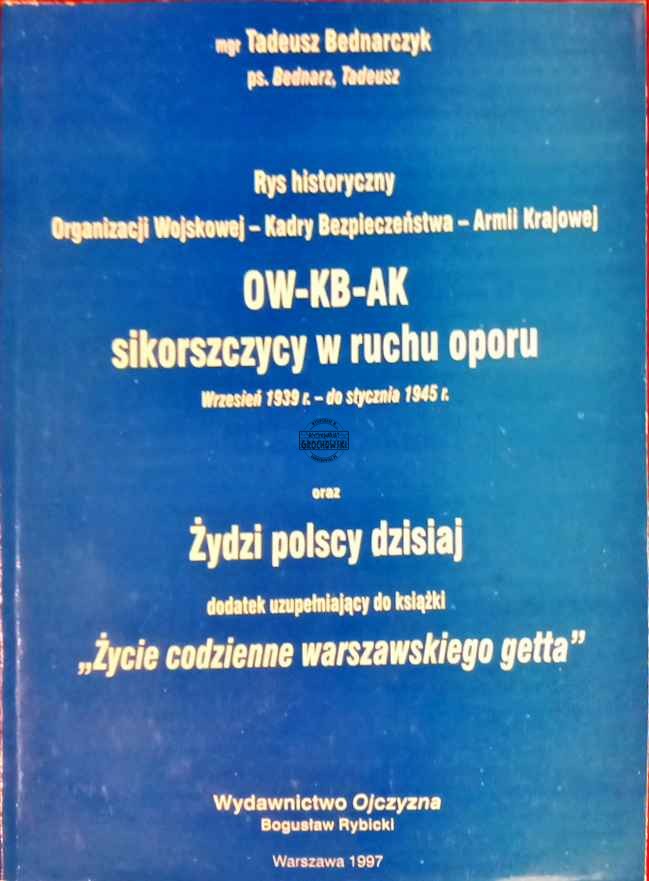 mgr Tadeusz Bednarczyk
ps. Bednarz, Tadeusz
Rys historyczny
Organizacji Wojskowej – Kadry Bezpieczeństwa – Armii Krajowej
OW-KB-AK
sikorszczycy w ruchu oporu
Wrzesień 1939 r. – do stycznia 1945 r.
GROCHOWSKI
oraz
Żydzi polscy dzisiaj
dodatek uzupełniający do książki
„Życie codzienne warszawskiego getta”
Wydawnictwo Ojczyzna
Bogusław Rybicki
Warszawa 1997